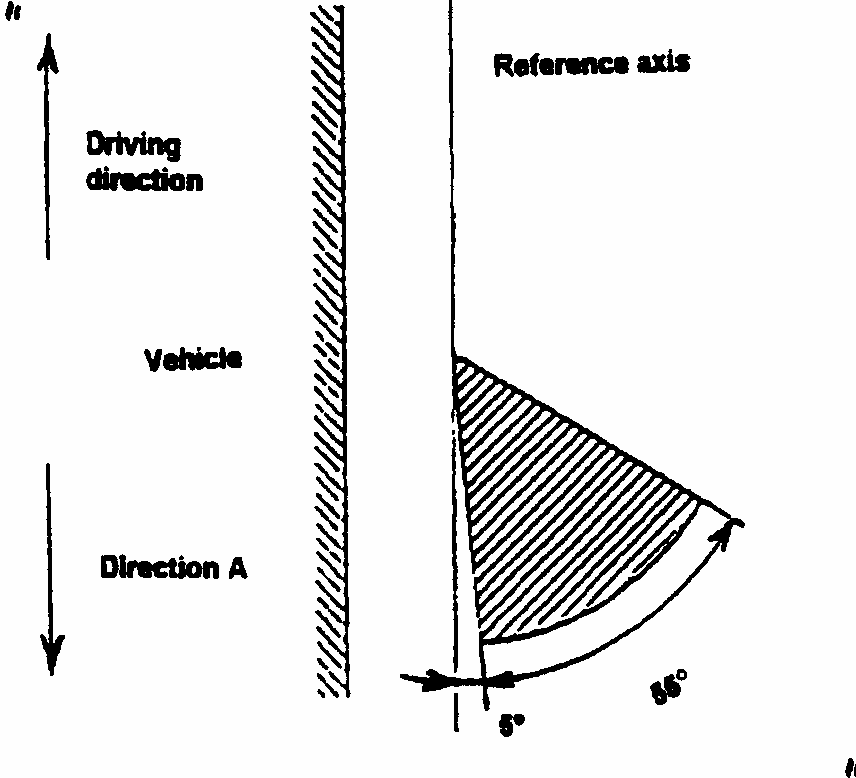 "
Reference axis
Driving
direction
Vehicle
Direction A
55°
5°
"